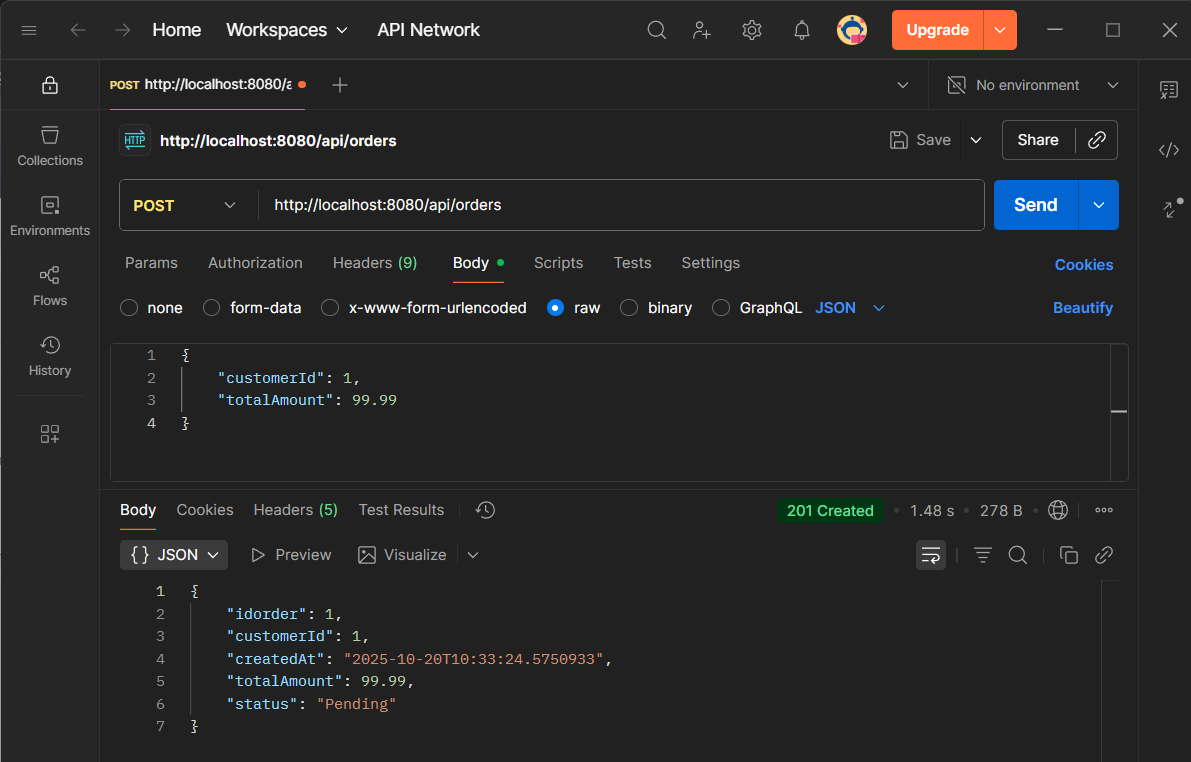 Home Workspaces API Network Upgrade
POST http://localhost:8080/a No environment
HTTP http://localhost:8080/api/orders Save Share
Collections
Environments
Flows
History
POST http://localhost:8080/api/orders Send
Params Authorization Headers (9) Body Scripts Tests Settings Cookies
none form-data x-www-form-urlencoded raw binary GraphQL JSON Beautify
1 {
2 "customerId": 1,
3 "totalAmount": 99.99
4 }
Body Cookies Headers (5) Test Results 201 Created • 1.48 s • 278 B •
{} JSON Preview Visualize
1 {
2 "idorder": 1,
3 "customerId": 1,
4 "createdAt": "2025-10-20T10:33:24.5750933",
5 "totalAmount": 99.99,
6 "status": "Pending"
7 }